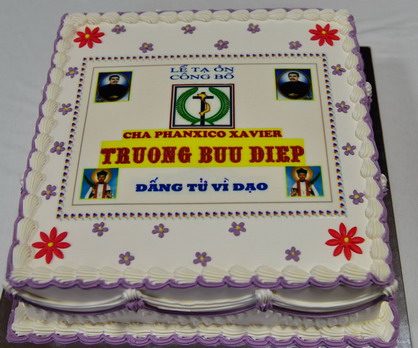 LỄ TẠ ƠN
CÔNG BỐ
CHA PHANXICO XAVIER
TRUONG BUU DIEP
ĐẤNG TỬ VÌ ĐẠO